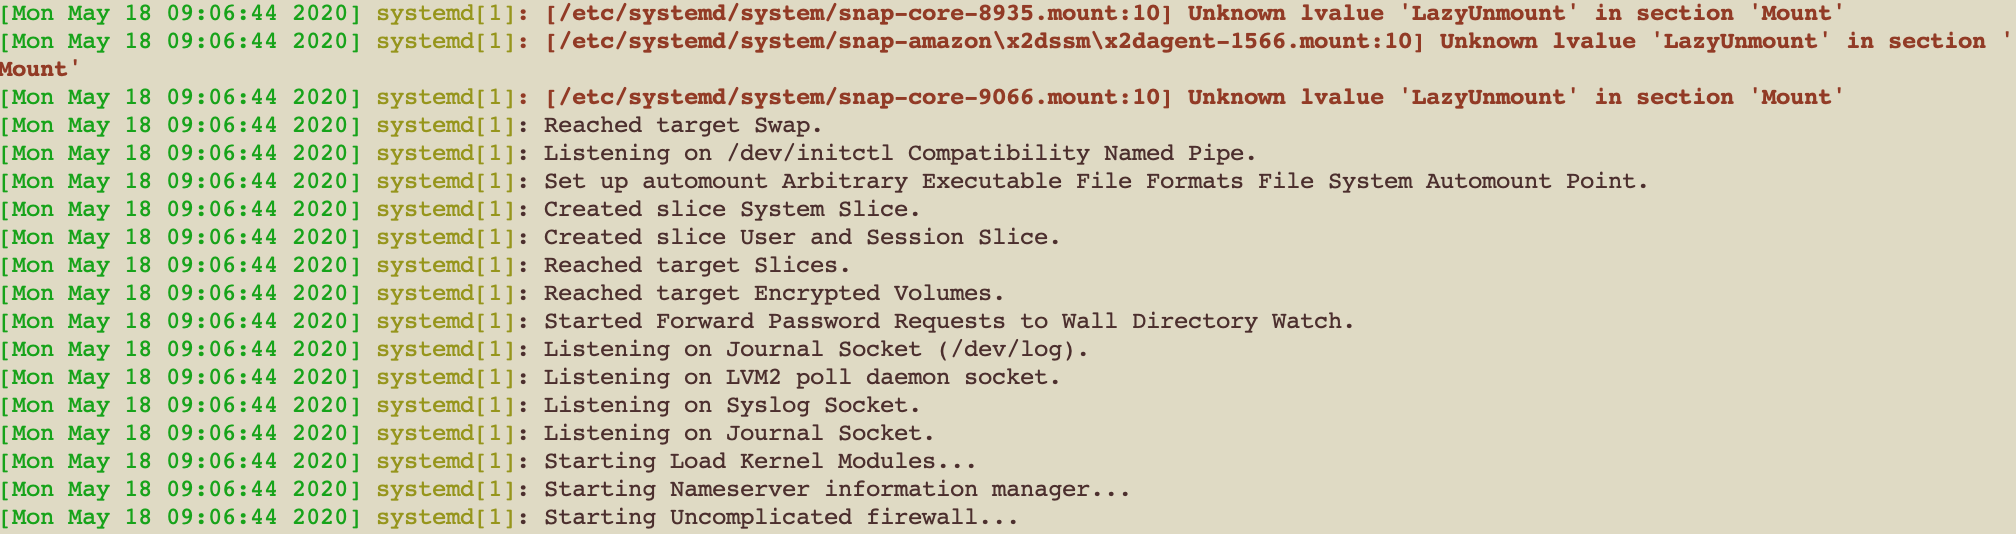 [Mon May 18 09:06:44 2020] systemd[1]: [/etc/systemd/system/snap-core-8935.mount:10] Unknown lvalue 'LazyUnmount' in section 'Mount'
[Mon May 18 09:06:44 2020] systemd[1]: [/etc/systemd/system/snap-amazon\x2dssm\x2dagent-1566.mount:10] Unknown lvalue 'LazyUnmount' in section '
Mount'
[Mon May 18 09:06:44 2020] systemd[1]: [/etc/systemd/system/snap-core-9066.mount:10] Unknown lvalue 'LazyUnmount' in section 'Mount'
[Mon May 18 09:06:44 2020] systemd[1]: Reached target Swap.
[Mon May 18 09:06:44 2020] systemd[1]: Listening on /dev/initctl Compatibility Named Pipe.
[Mon May 18 09:06:44 2020] systemd[1]: Set up automount Arbitrary Executable File Formats File System Automount Point.
[Mon May 18 09:06:44 2020] systemd[1]: Created slice System Slice.
[Mon May 18 09:06:44 2020] systemd[1]: Created slice User and Session Slice.
[Mon May 18 09:06:44 2020] systemd[1]: Reached target Slices.
[Mon May 18 09:06:44 2020] systemd[1]: Reached target Encrypted Volumes.
[Mon May 18 09:06:44 2020] systemd[1]: Started Forward Password Requests to Wall Directory Watch.
[Mon May 18 09:06:44 2020] systemd[1]: Listening on Journal Socket (/dev/log).
[Mon May 18 09:06:44 2020] systemd[1]: Listening on LVM2 poll daemon socket.
[Mon May 18 09:06:44 2020] systemd[1]: Listening on Syslog Socket.
[Mon May 18 09:06:44 2020] systemd[1]: Listening on Journal Socket.
[Mon May 18 09:06:44 2020] systemd[1]: Starting Load Kernel Modules...
[Mon May 18 09:06:44 2020] systemd[1]: Starting Nameserver information manager...
[Mon May 18 09:06:44 2020] systemd[1]: Starting Uncomplicated firewall...